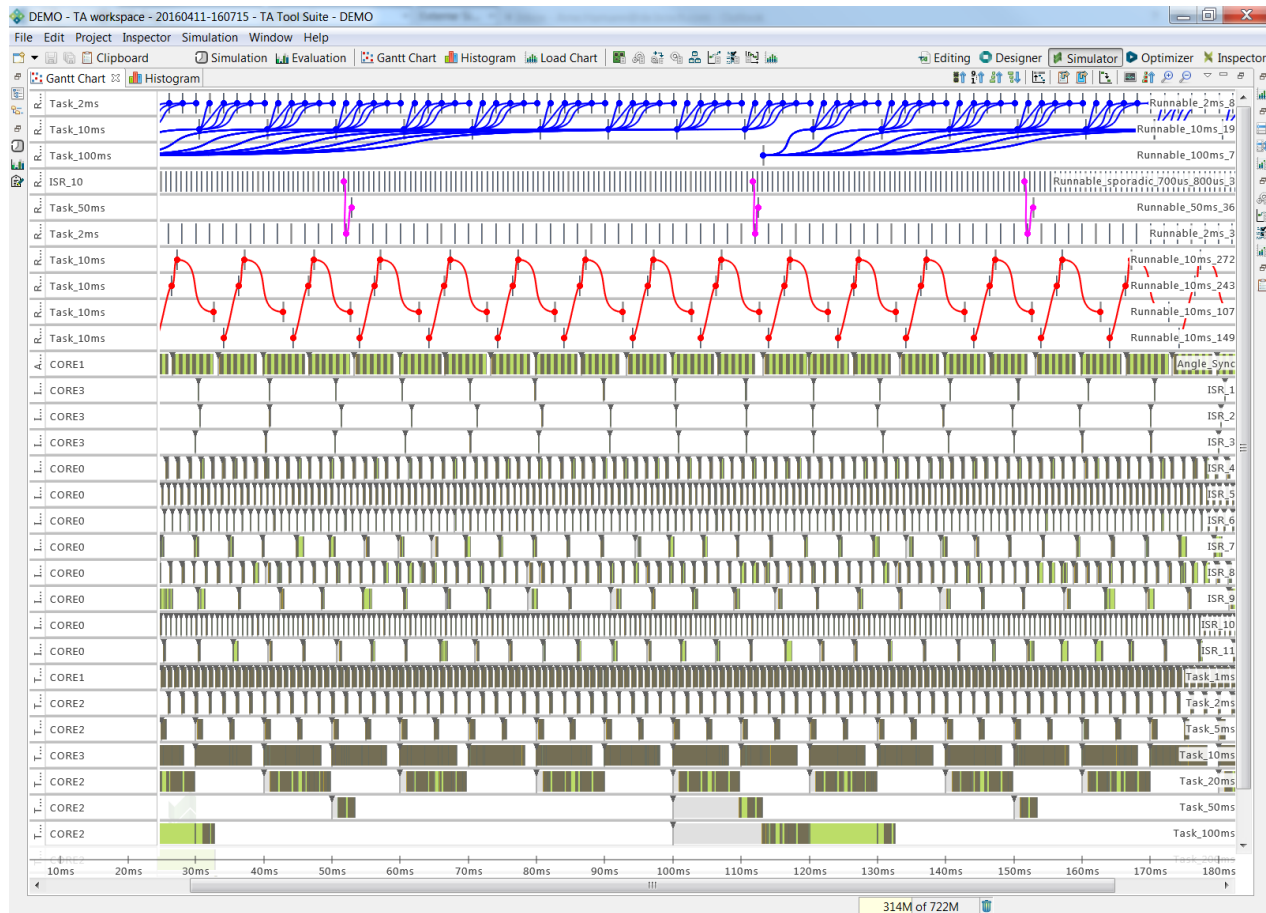 DEMO - TA workspace - 20160411-160715 - TA Tool Suite - DEMO
File Edit Project Inspector Simulation Window Help
Clipboard Simulation Evaluation Gantt Chart Histogram Load Chart Editing Designer Simulator Optimizer Inspector
Gantt Chart Histogram
R... Task_2ms Runnable_2ms_8
R... Task_10ms Runnable_10ms_19
R... Task_100ms Runnable_100ms_7
R... ISR_10 Runnable_sporadic_700us_800us_3
R... Task_50ms Runnable_50ms_36
R... Task_2ms Runnable_2ms_3
R... Task_10ms Runnable_10ms_272
R... Task_10ms Runnable_10ms_243
R... Task_10ms Runnable_10ms_107
R... Task_10ms Runnable_10ms_149
A... CORE1 Angle_Sync
I... CORE3 ISR_1
I... CORE3 ISR_2
I... CORE3 ISR_3
I... CORE0 ISR_4
I... CORE0 ISR_5
I... CORE0 ISR_6
I... CORE0 ISR_7
I... CORE0 ISR_8
I... CORE0 ISR_9
I... CORE0 ISR_10
I... CORE0 ISR_11
T... CORE1 Task_1ms
T... CORE2 Task_2ms
T... CORE2 Task_5ms
T... CORE3 Task_10ms
T... CORE2 Task_20ms
T... CORE2 Task_50ms
T... CORE2 Task_100ms
CORE2 Task_200ms
10ms 20ms 30ms 40ms 50ms 60ms 70ms 80ms 90ms 100ms 110ms 120ms 130ms 140ms 150ms 160ms 170ms 180ms
314M of 722M